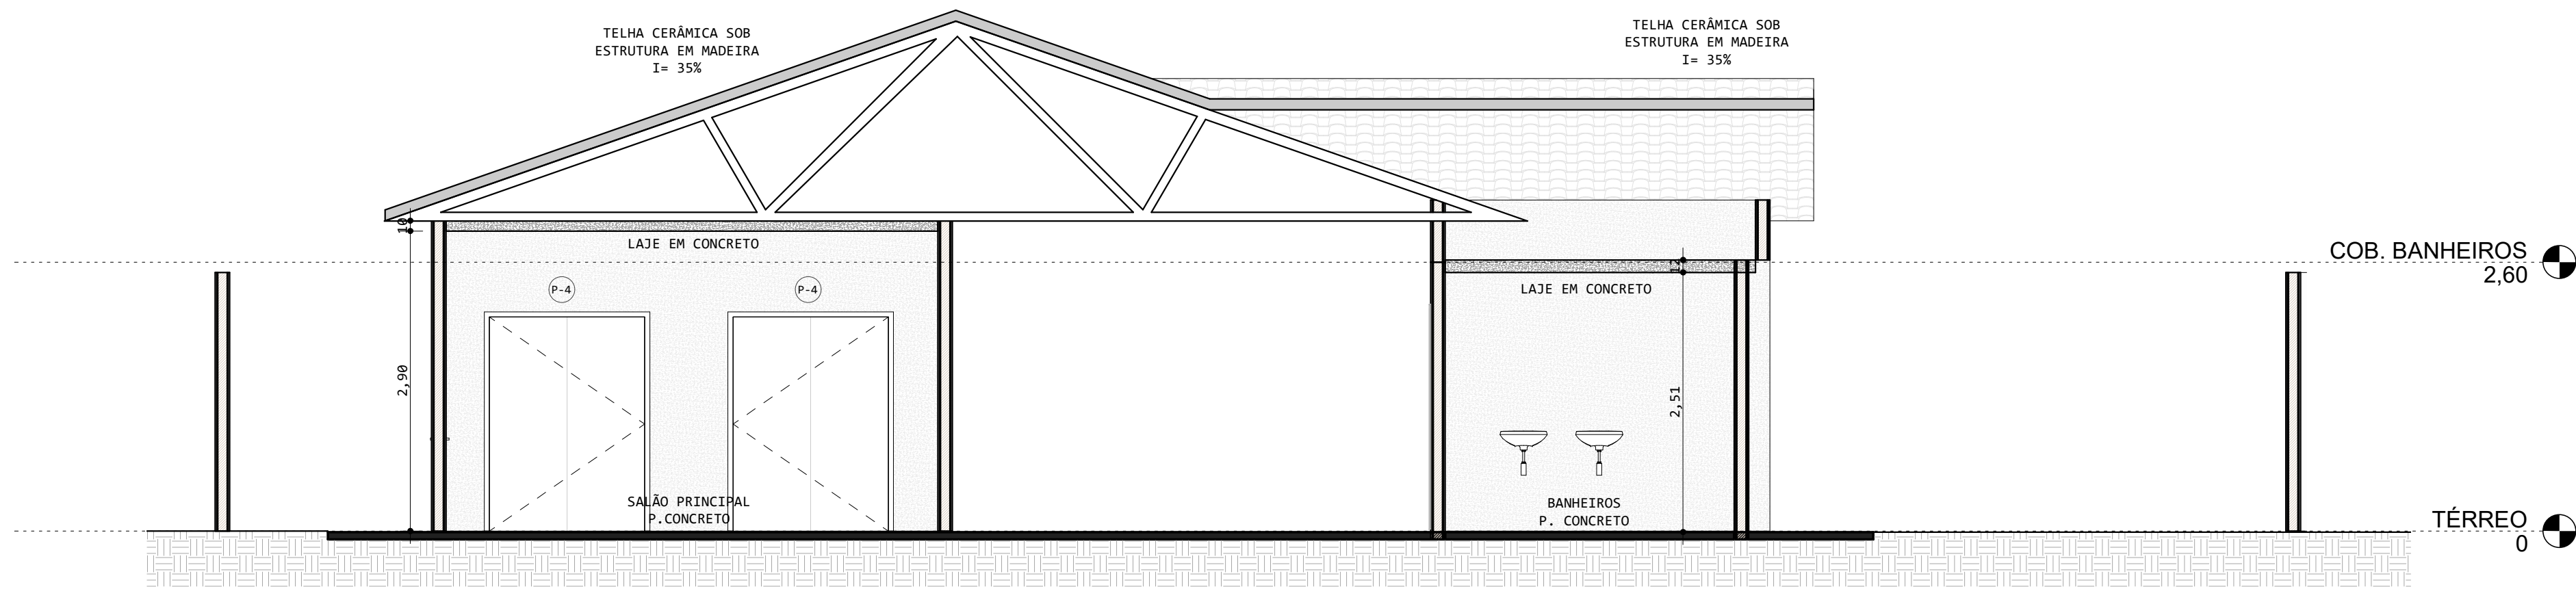 TELHA CERÂMICA SOB
ESTRUTURA EM MADEIRA
I= 35%
TELHA CERÂMICA SOB
ESTRUTURA EM MADEIRA
I= 35%
10
LAJE EM CONCRETO
COB. BANHEIROS
2,60
12
LAJE EM CONCRETO
P-4
P-4
2,90
2,51
SALÃO PRINCIPAL
P.CONCRETO
BANHEIROS
P. CONCRETO
TÉRREO
0